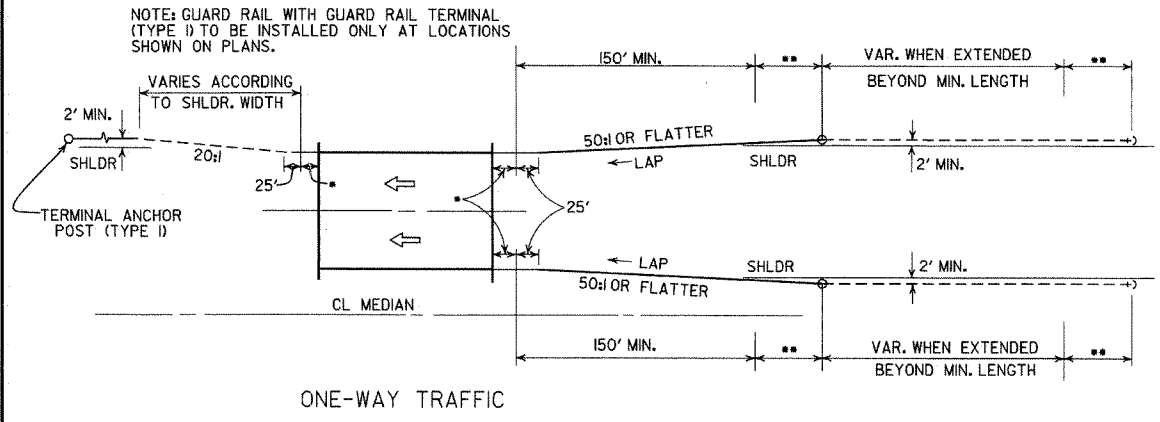 NOTE: GUARD RAIL WITH GUARD RAIL TERMINAL
(TYPE I) TO BE INSTALLED ONLY AT LOCATIONS
SHOWN ON PLANS.
150' MIN.
**
VAR. WHEN EXTENDED
BEYOND MIN. LENGTH
**
VARIES ACCORDING
TO SHLDR. WIDTH
2' MIN.
SHLDR
20:1
50:1 OR FLATTER
LAP
SHLDR
2' MIN.
25'
*
*
25'
TERMINAL ANCHOR
POST (TYPE I)
LAP
SHLDR
2' MIN.
50:1 OR FLATTER
CL MEDIAN
150' MIN.
**
VAR. WHEN EXTENDED
BEYOND MIN. LENGTH
**
ONE-WAY TRAFFIC